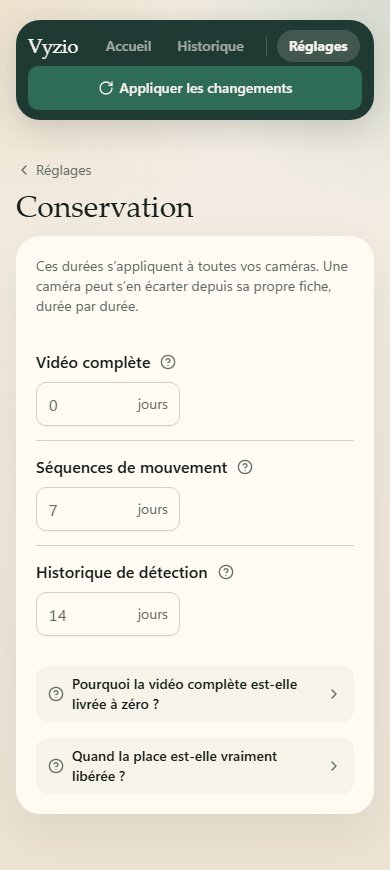 Vyzio
Accueil
Historique
Réglages
Appliquer les changements
Réglages
Conservation
Ces durées s’appliquent à toutes vos caméras. Une
caméra peut s’en écarter depuis sa propre fiche,
durée par durée.
Vidéo complète
0 jours
Séquences de mouvement
7 jours
Historique de détection
14 jours
Pourquoi la vidéo complète est-elle
livrée à zéro ?
Quand la place est-elle vraiment
libérée ?